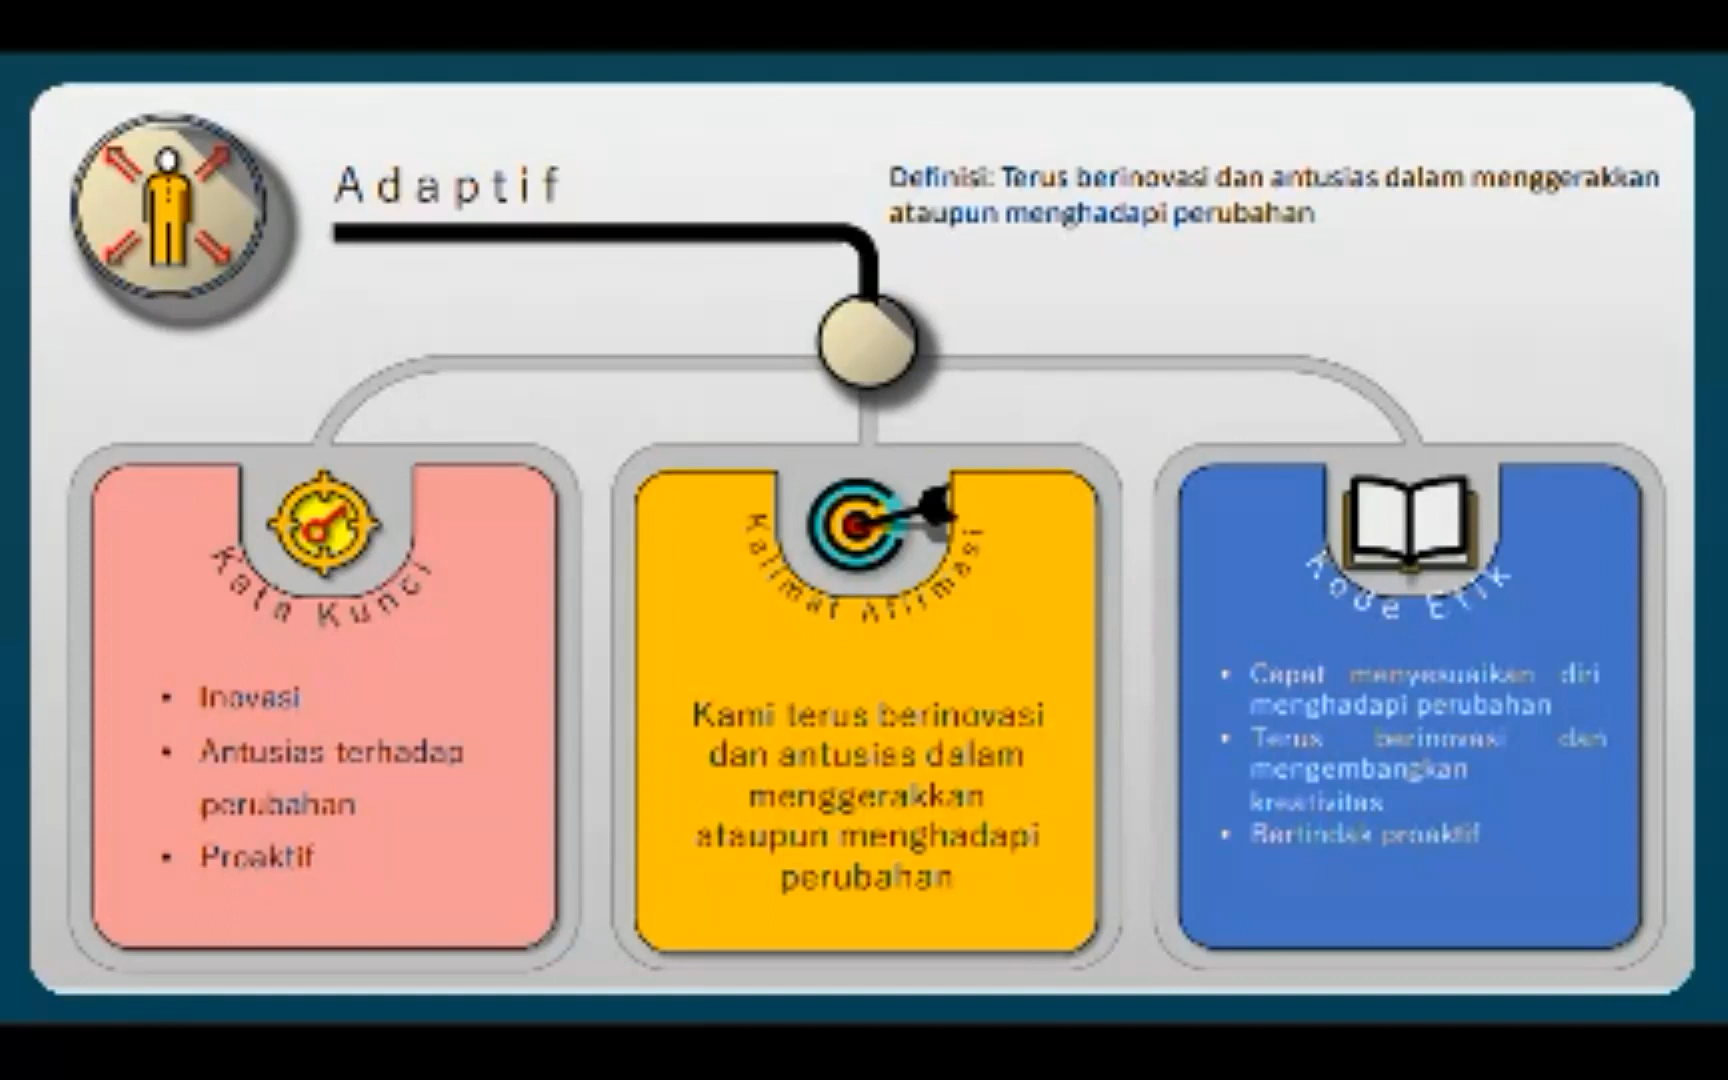 Adaptif
Definisi: Terus berinovasi dan antusias dalam menggerakkan
ataupun menghadapi perubahan
Kata Kunci
• Inovasi
• Antusias terhadap
perubahan
• Proaktif
Kalimat Afirmasi
Kami terus berinovasi
dan antusias dalam
menggerakkan
ataupun menghadapi
perubahan
Kode Etik
• Cepat menyesuaikan diri
menghadapi perubahan
• Terus berinovasi dan
mengembangkan
kreativitas
• Bertindak proaktif